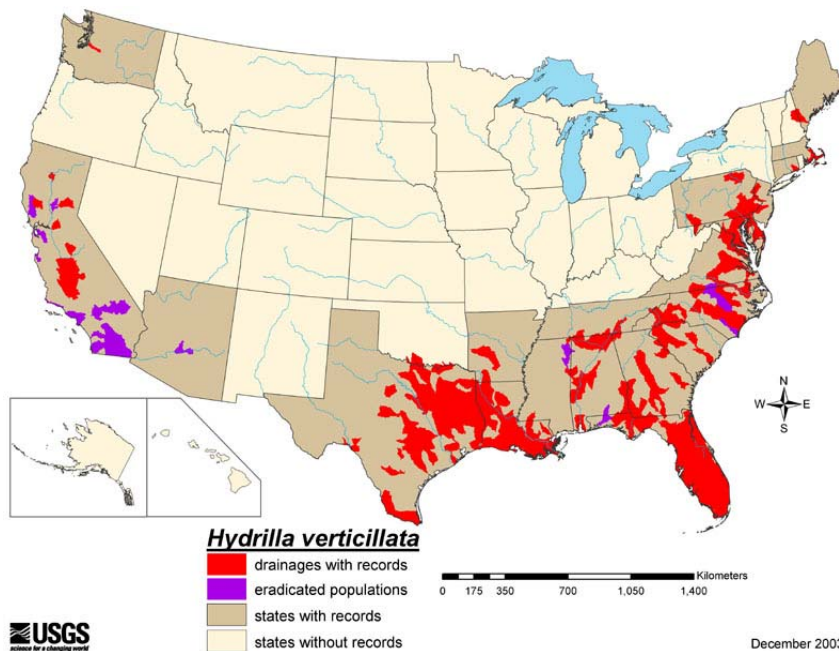 N
W E
S
Hydrilla verticillata
drainages with records
eradicated populations
states with records
states without records
Kilometers
0 175 350 700 1,050 1,400
USGS
science for a changing world